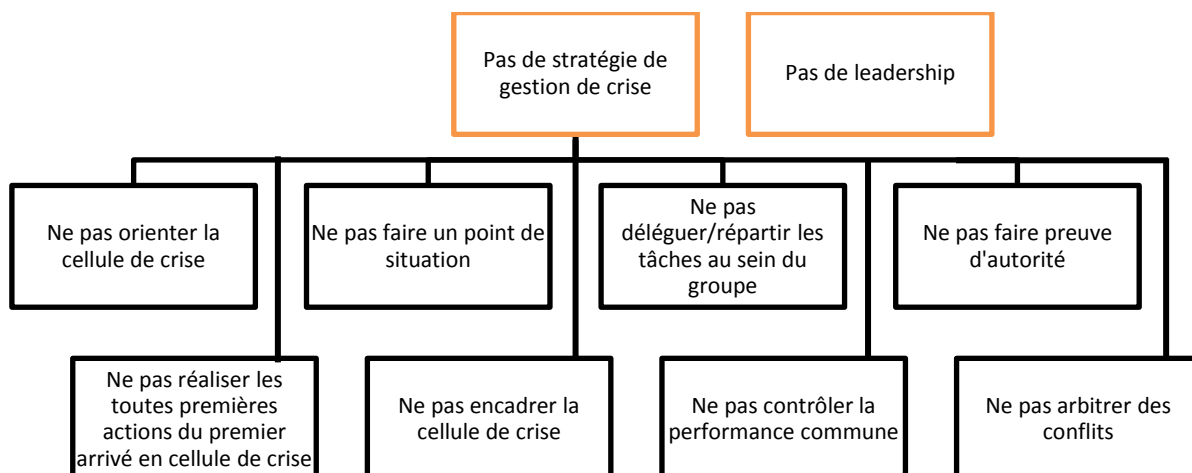 Pas de stratégie de
gestion de crise
Pas de leadership
Ne pas orienter la
cellule de crise
Ne pas faire un point de
situation
Ne pas
déléguer/répartir les
tâches au sein du
groupe
Ne pas faire preuve
d'autorité
Ne pas réaliser les
toutes premières
actions du premier
arrivé en cellule de crise
Ne pas encadrer la
cellule de crise
Ne pas contrôler la
performance commune
Ne pas arbitrer des
conflits